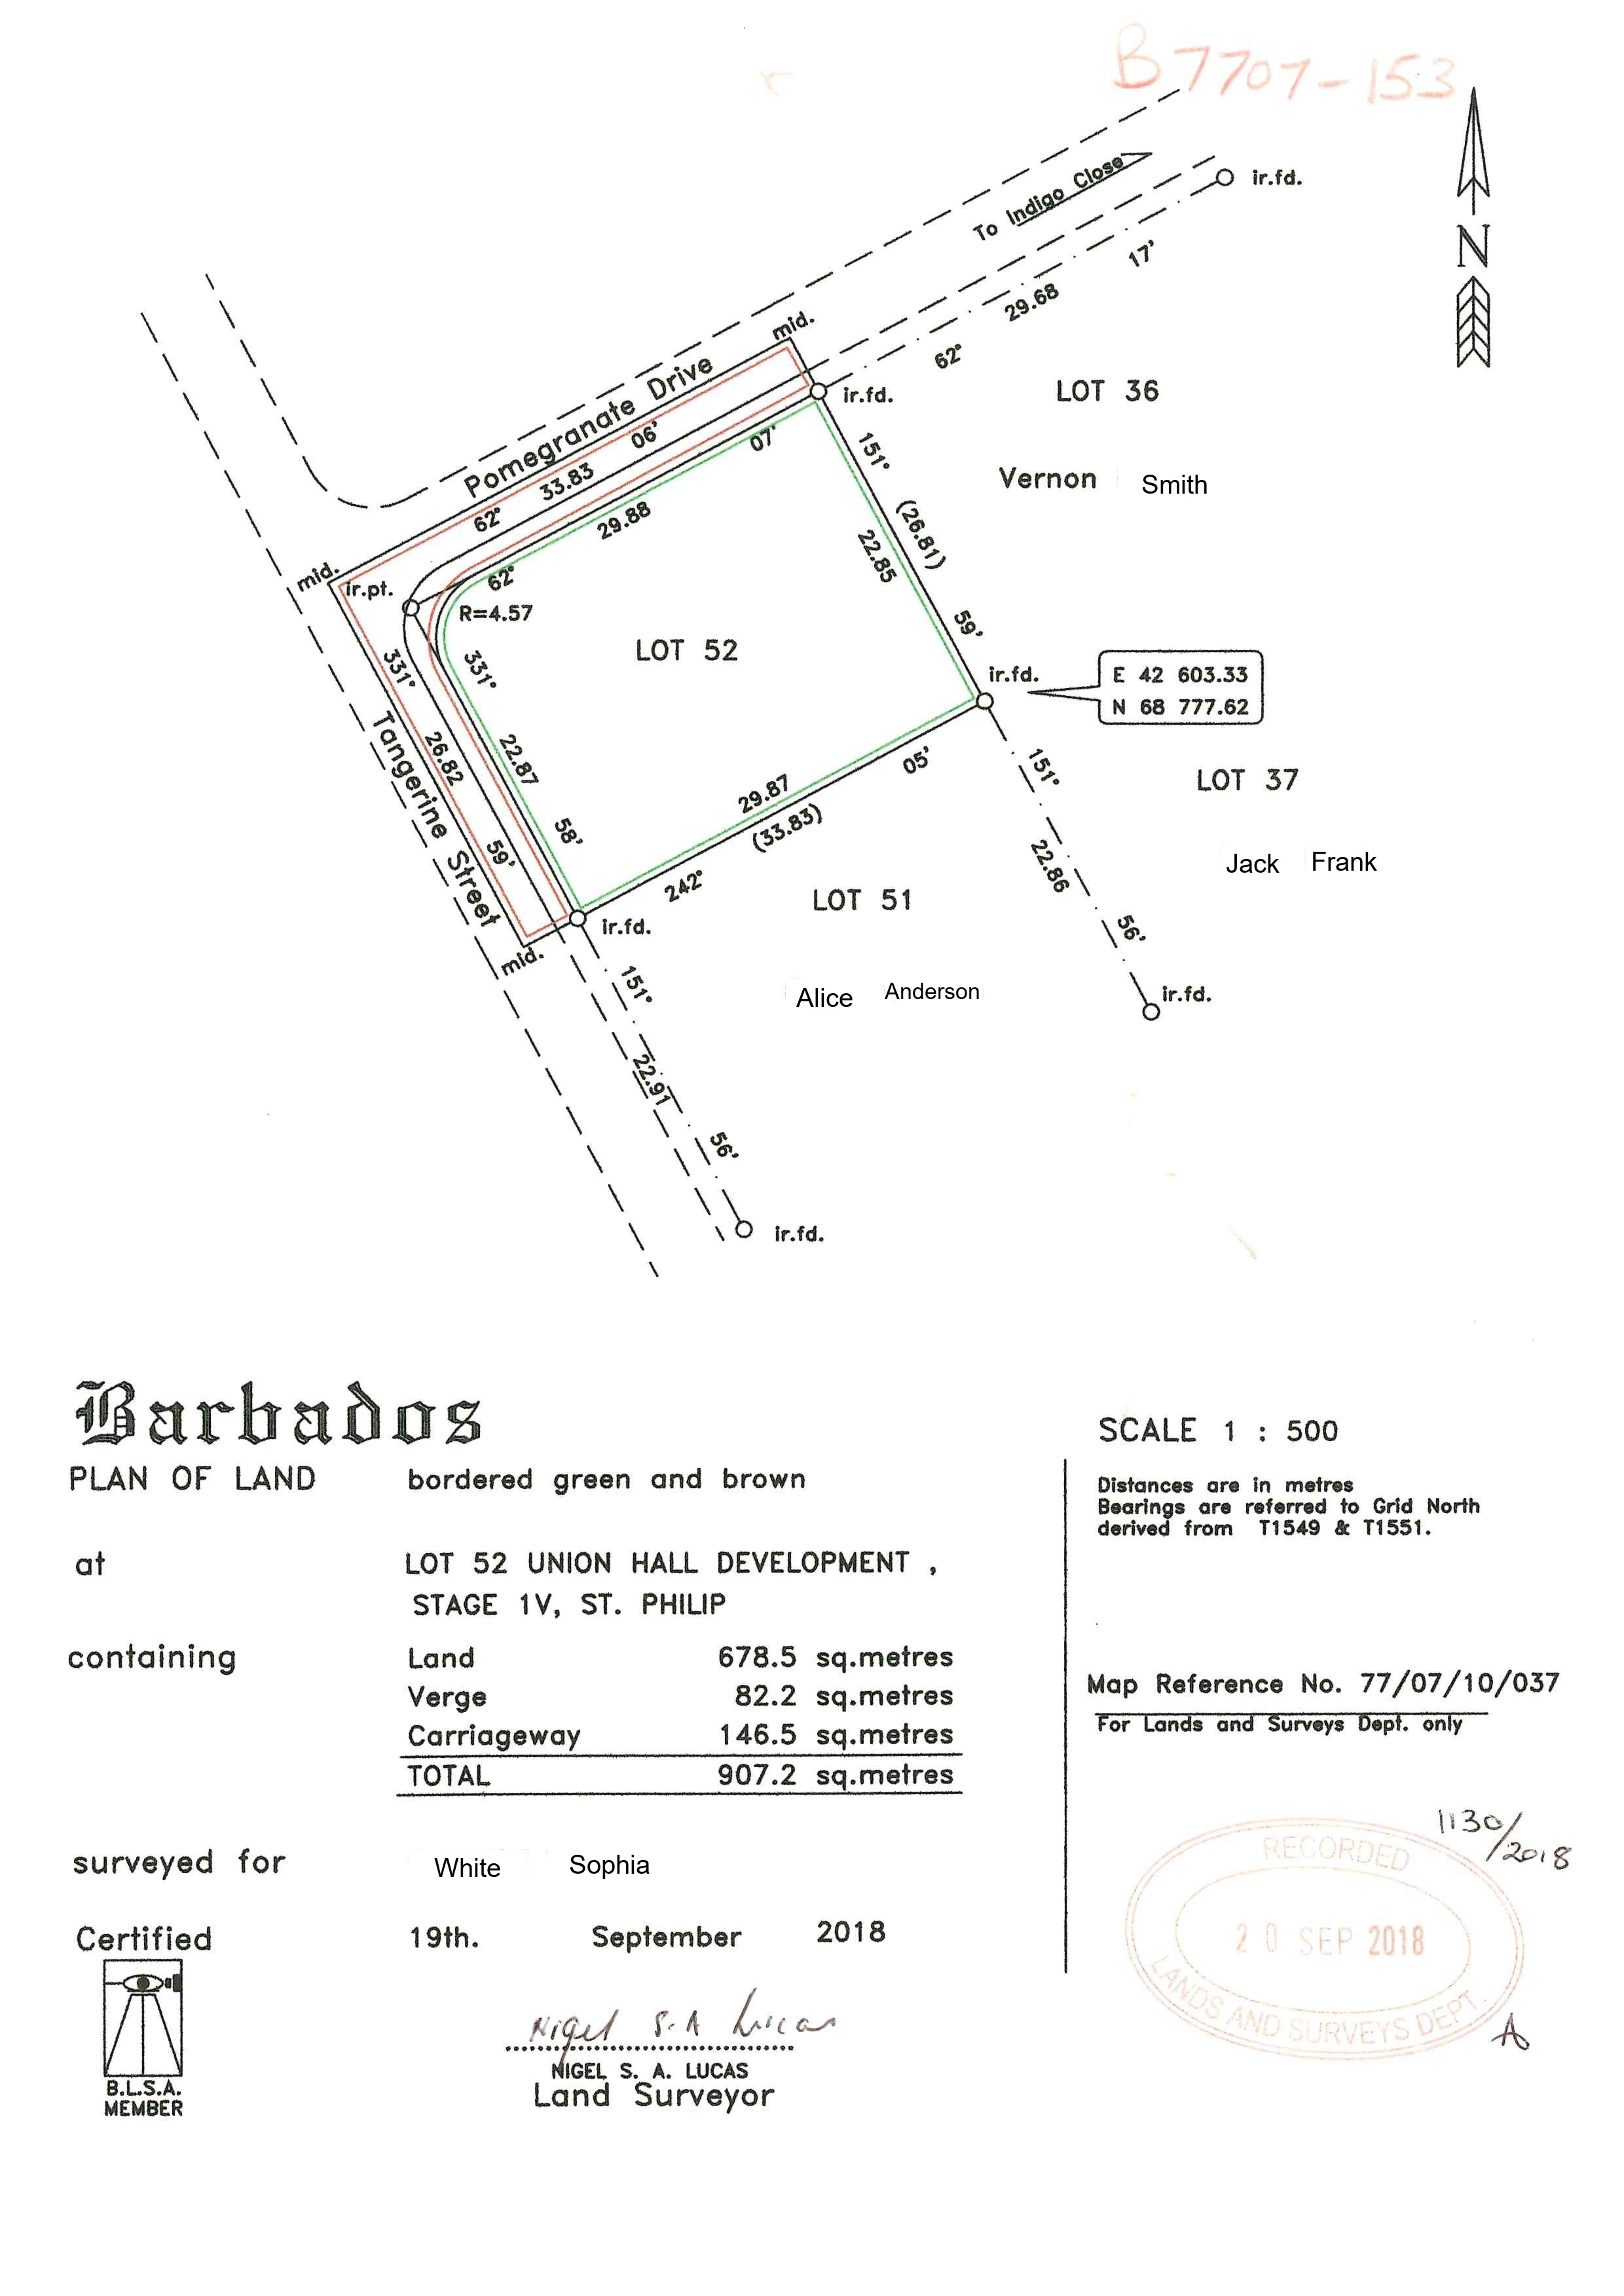 B7707-153
To Indigo Close
ir.fd.
N
17'
29.68
62°
mid.
Pomegranate Drive
ir.fd.
LOT 36
06'
33.83
62°
07'
29.88
151°
Vernon Smith
(26.81)
22.85
mid.
ir.pt.
62°
R=4.57
59'
LOT 52
331°
331°
ir.fd.
E 42 603.33
N 68 777.62
Tangerine Street
26.82
22.87
05'
151°
LOT 37
29.87
(33.83)
58'
59'
22.86
Jack Frank
242°
LOT 51
ir.fd.
56'
mid.
151°
Alice Anderson
ir.fd.
22.91
56'
ir.fd.
Barbados
SCALE 1 : 500
PLAN OF LAND bordered green and brown
Distances are in metres
Bearings are referred to Grid North
derived from T1549 & T1551.
at LOT 52 UNION HALL DEVELOPMENT ,
STAGE 1V, ST. PHILIP
containing Land 678.5 sq.metres
Verge 82.2 sq.metres
Carriageway 146.5 sq.metres
TOTAL 907.2 sq.metres
Map Reference No. 77/07/10/037
For Lands and Surveys Dept. only
1130/2018
surveyed for White Sophia
RECORDED
20 SEP 2018
LANDS AND SURVEYS DEPT.
A
Certified 19th. September 2018
Nigel S. A Lucas
NIGEL S. A. LUCAS
Land Surveyor
B.L.S.A.
MEMBER